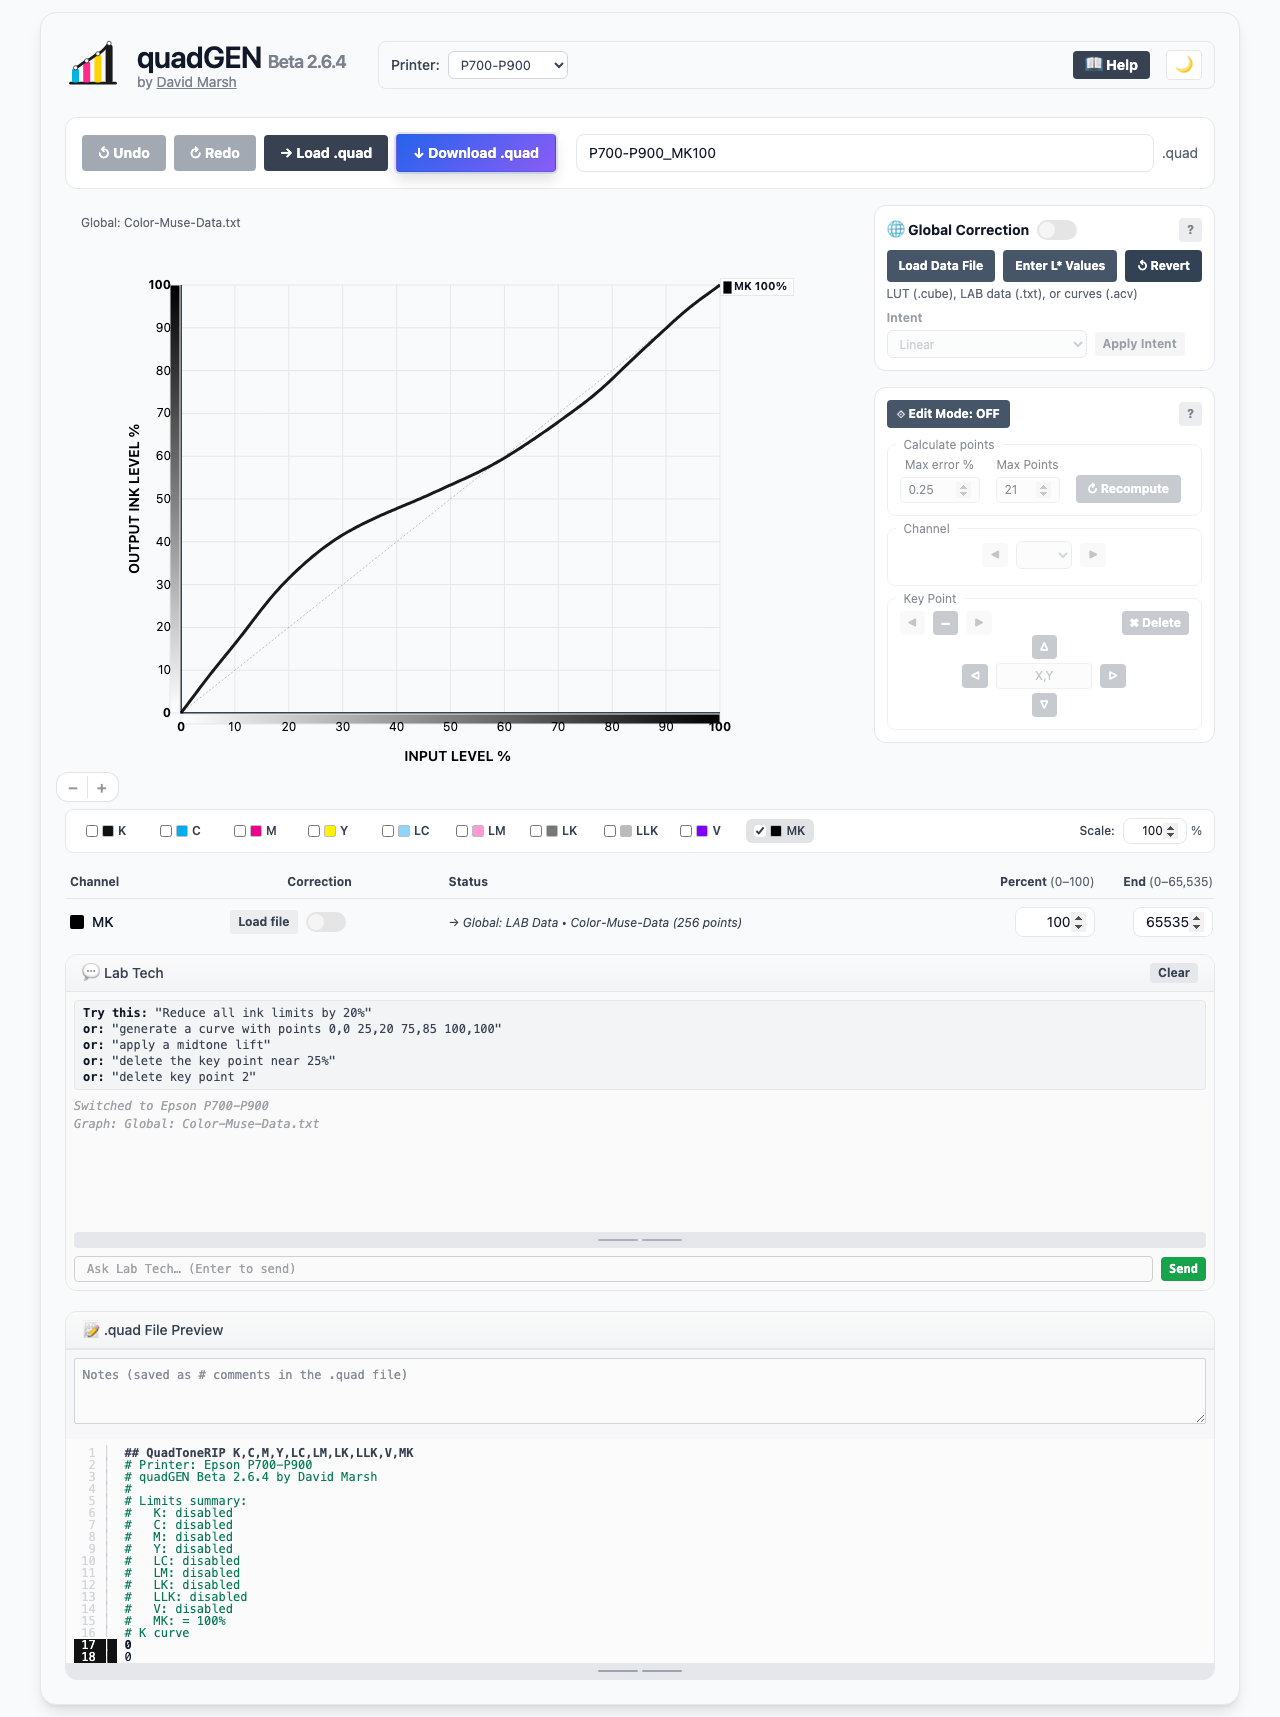 quadGEN Beta 2.6.4
by David Marsh
Printer: P700-P900
Help
↺ Undo
↻ Redo
→ Load .quad
↓ Download .quad
P700-P900_MK100
.quad
Global: Color-Muse-Data.txt
MK 100%
100
90
80
70
60
50
40
30
20
10
0
OUTPUT INK LEVEL %
0 10 20 30 40 50 60 70 80 90 100
INPUT LEVEL %
− +
Global Correction ?
Load Data File
Enter L* Values
↺ Revert
LUT (.cube), LAB data (.txt), or curves (.acv)
Intent
Linear
Apply Intent
⟐ Edit Mode: OFF ?
Calculate points
Max error % Max Points
0.25 21 ↻ Recompute
Channel
◀ ▶
Key Point
◀ − ▶ ✖ Delete
X,Y
K C M Y LC LM LK LLK V MK
Scale: 100 %
Channel Correction Status Percent (0–100) End (0–65,535)
MK Load file → Global: LAB Data • Color-Muse-Data (256 points) 100 65535
Lab Tech Clear
Try this: "Reduce all ink limits by 20%"
or: "generate a curve with points 0,0 25,20 75,85 100,100"
or: "apply a midtone lift"
or: "delete the key point near 25%"
or: "delete key point 2"
Switched to Epson P700-P900
Graph: Global: Color-Muse-Data.txt
Ask Lab Tech… (Enter to send) Send
.quad File Preview
Notes (saved as # comments in the .quad file)
1 ## QuadToneRIP K,C,M,Y,LC,LM,LK,LLK,V,MK
2 # Printer: Epson P700-P900
3 # quadGEN Beta 2.6.4 by David Marsh
4 #
5 # Limits summary:
6 # K: disabled
7 # C: disabled
8 # M: disabled
9 # Y: disabled
10 # LC: disabled
11 # LM: disabled
12 # LK: disabled
13 # LLK: disabled
14 # V: disabled
15 # MK: = 100%
16 # K curve
17 0
18 0